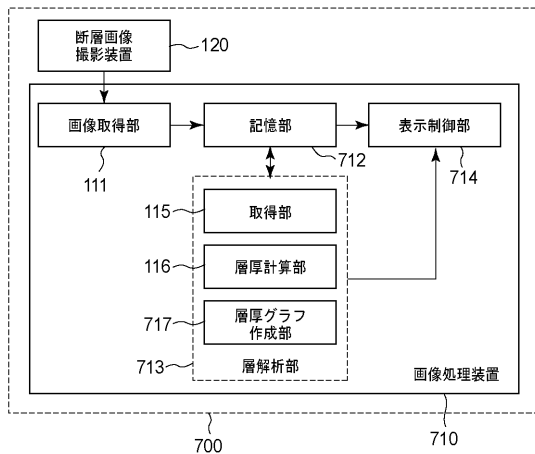 断層画像
撮影装置
120
画像取得部
111
記憶部
712
表示制御部
714
取得部
115
層厚計算部
116
層厚グラフ
作成部
717
層解析部
713
画像処理装置
710
700